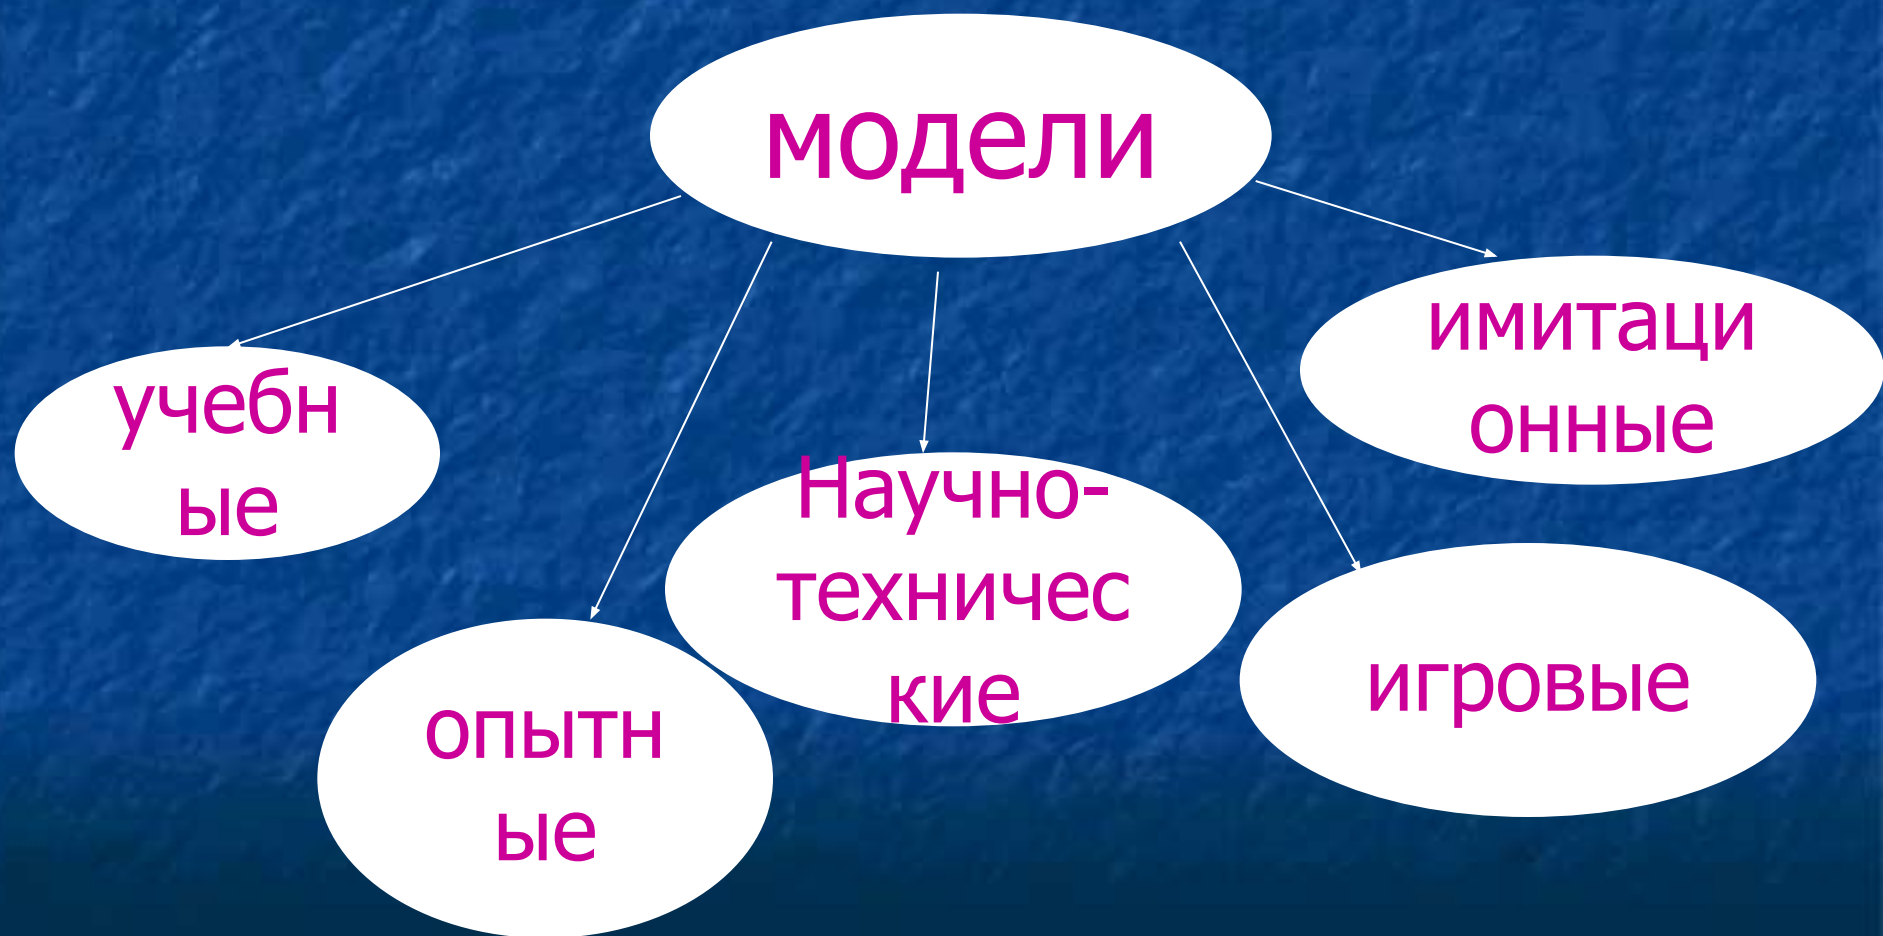 модели
имитаци
онные
учебн
ые
Научно-
техничес
кие
игровые
опытн
ые